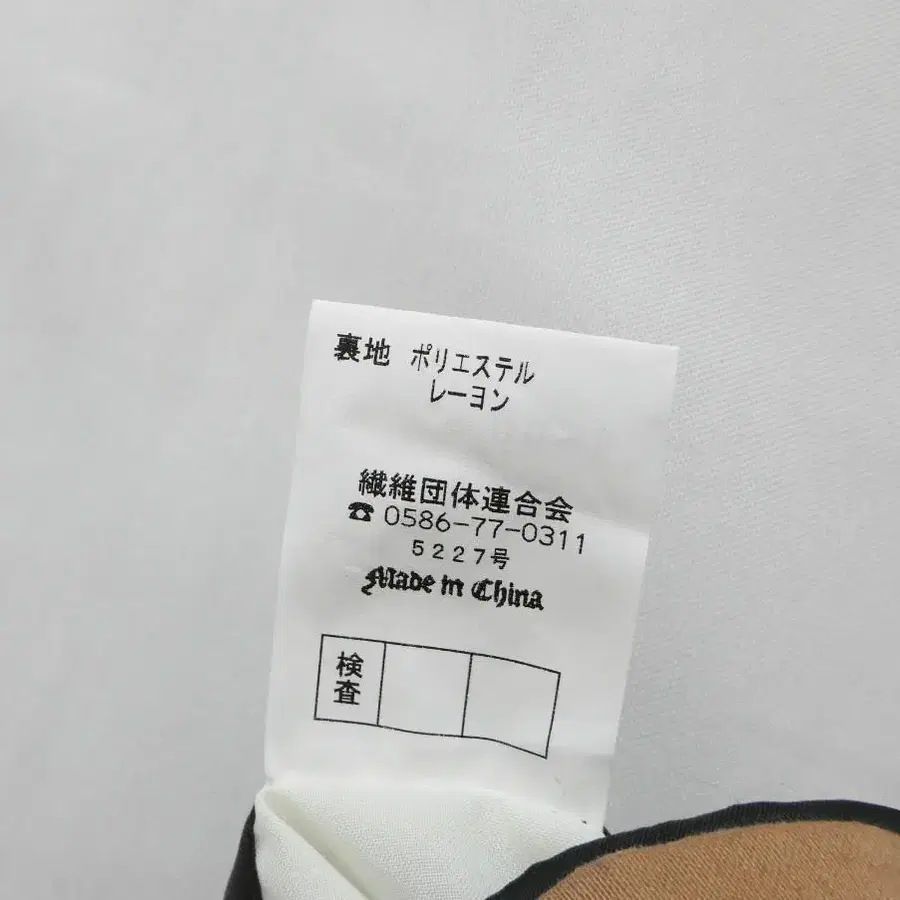 裏地 ポリエステル
レーヨン
繊維団体連合会
☎ 0586-77-0311
5227号
Made in China
検査